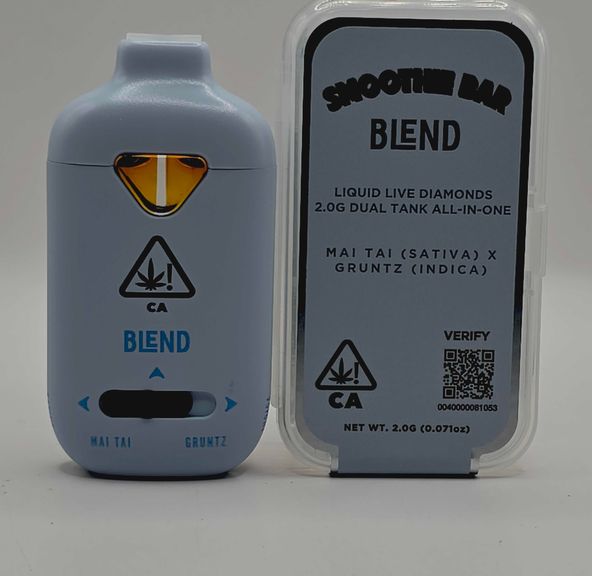 CA
BLEND
MAI TAI
GRUNTZ
SMOOTHIE BAR
BLEND
LIQUID LIVE DIAMONDS
2.0G DUAL TANK ALL-IN-ONE
MAI TAI (SATIVA) X
GRUNTZ (INDICA)
VERIFY
0040000081053
CA
NET WT. 2.0G (0.071oz)